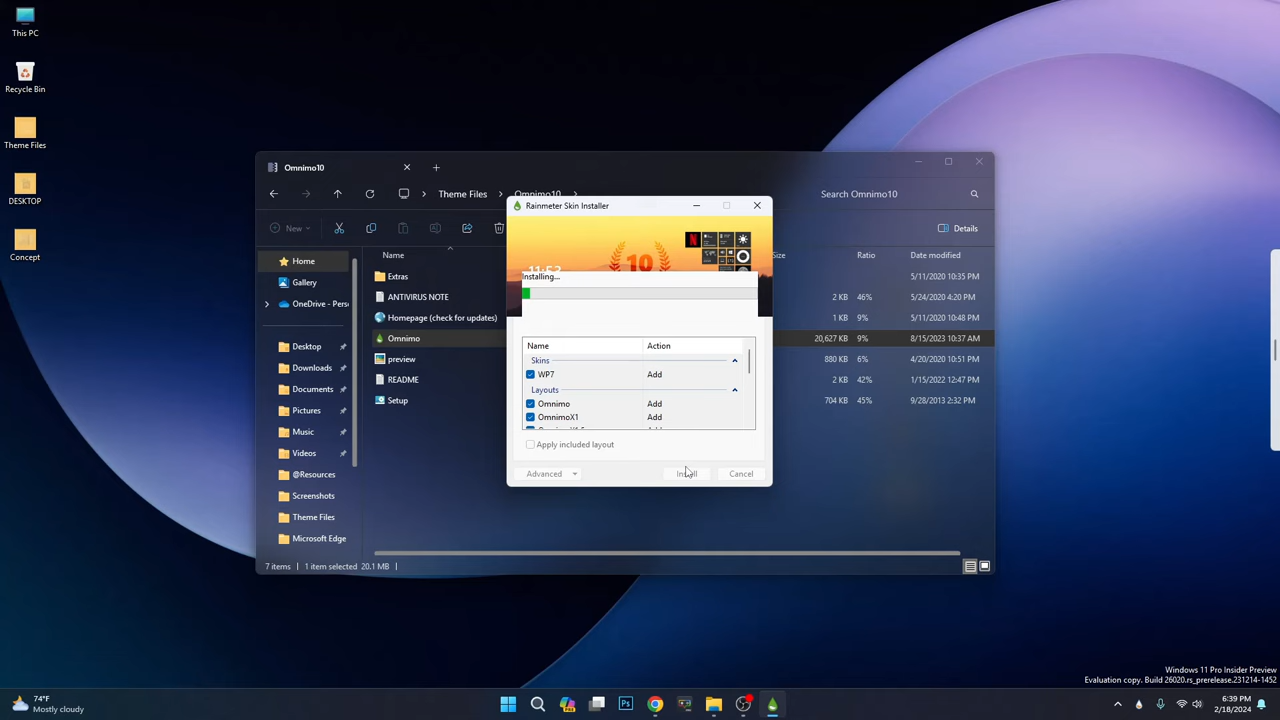 This PC
Recycle Bin
Theme Files
DESKTOP
Concept
Omnimo10
Theme Files
Omnimo10
Search Omnimo10
New
Details
Home
Gallery
OneDrive - Pers
Desktop
Downloads
Documents
Pictures
Music
Videos
@Resources
Screenshots
Theme Files
Microsoft Edge
Name
Size
Ratio
Date modified
Extras
5/11/2020 10:35 PM
ANTIVIRUS NOTE
2 KB
46%
5/24/2020 4:20 PM
Homepage (check for updates)
1 KB
9%
5/11/2020 10:48 PM
Omnimo
20,627 KB
9%
8/15/2023 10:37 AM
preview
880 KB
6%
4/20/2020 10:51 PM
README
2 KB
42%
1/15/2022 12:47 PM
Setup
704 KB
45%
9/28/2013 2:32 PM
7 items
1 item selected 20.1 MB
Rainmeter Skin Installer
10
Installing...
Name
Action
Skins
WP7
Add
Layouts
Omnimo
Add
OmnimoX1
Add
Apply included layout
Advanced
Install
Cancel
Windows 11 Pro Insider Preview
Evaluation copy. Build 26020.rs_prerelease.231214-1452
74°F
Mostly cloudy
Ps
PRE
6:39 PM
2/18/2024